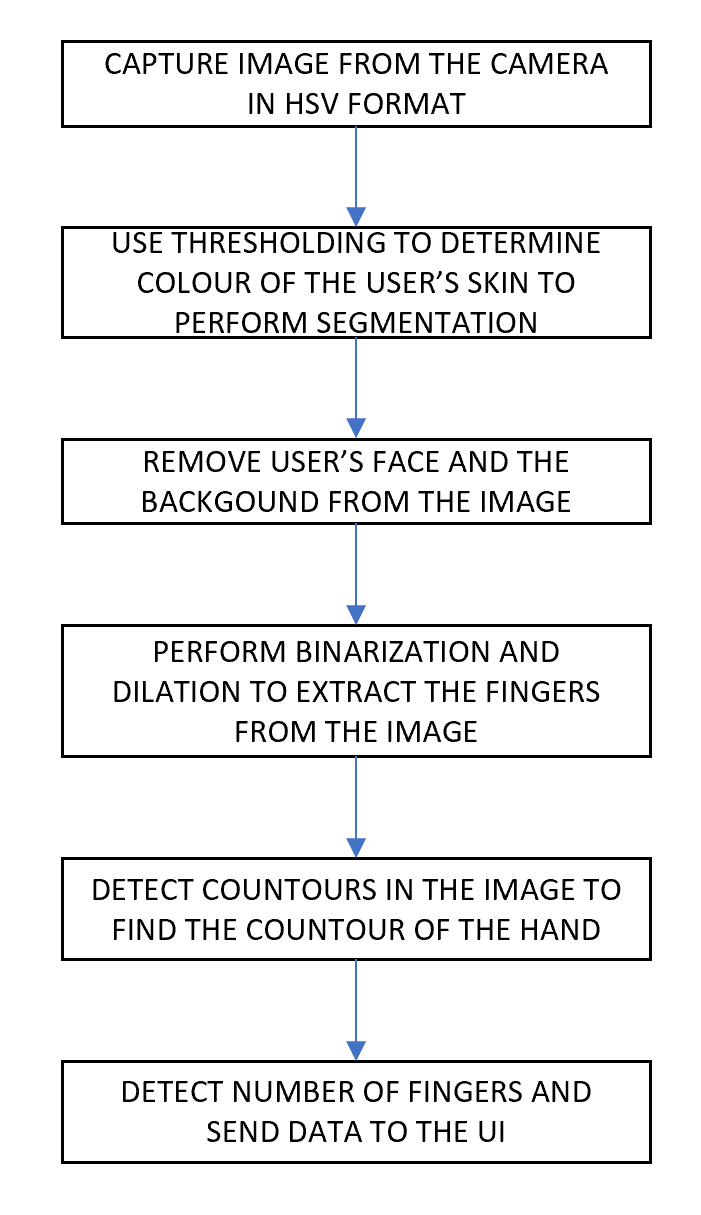 CAPTURE IMAGE FROM THE CAMERA
IN HSV FORMAT
USE THRESHOLDING TO DETERMINE
COLOUR OF THE USER’S SKIN TO
PERFORM SEGMENTATION
REMOVE USER’S FACE AND THE
BACKGOUND FROM THE IMAGE
PERFORM BINARIZATION AND
DILATION TO EXTRACT THE FINGERS
FROM THE IMAGE
DETECT COUNTOURS IN THE IMAGE TO
FIND THE COUNTOUR OF THE HAND
DETECT NUMBER OF FINGERS AND
SEND DATA TO THE UI